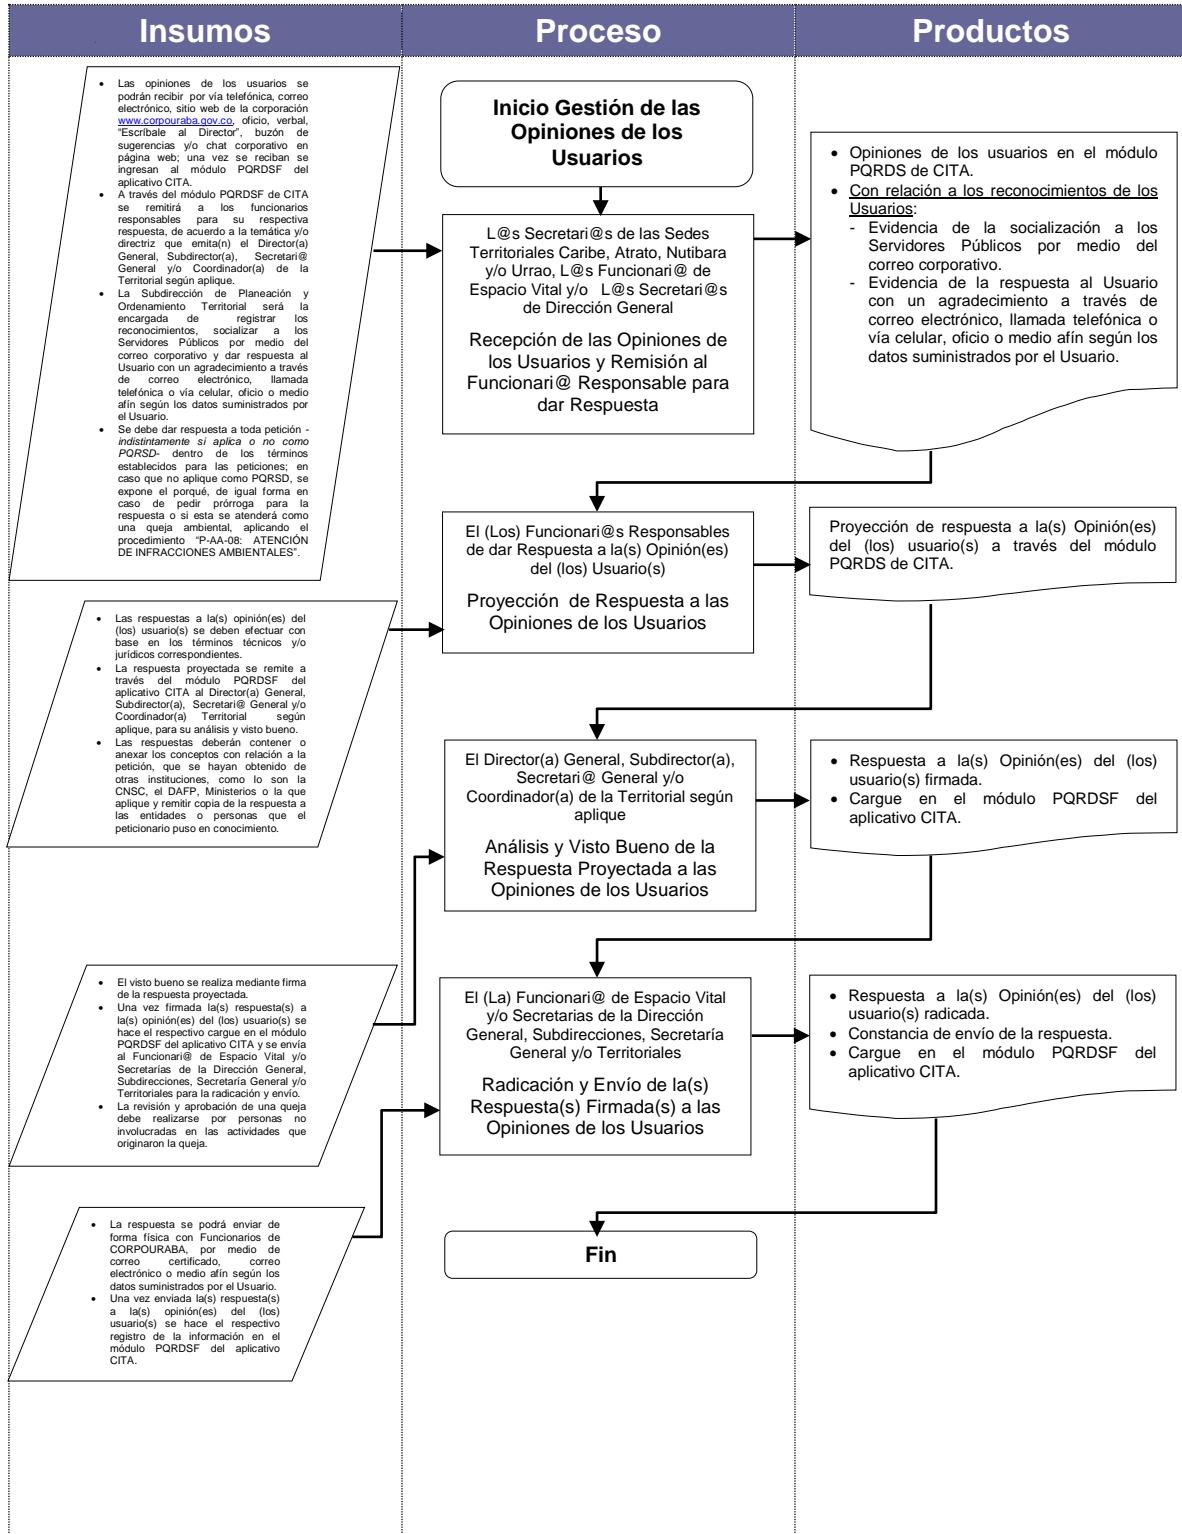 Insumos
Proceso
Productos
• Las opiniones de los usuarios se
podrán recibir por vía telefónica, correo
electrónico, sitio web de la corporación
www.corpouraba.gov.co, oficio, verbal,
"Escríbale al Director", buzón de
sugerencias y/o chat corporativo en
página web; una vez se reciban se
ingresan al módulo PQRDSF del
aplicativo CITA.
• A través del módulo PQRDSF de CITA
se remitirá a los funcionarios
responsables para su respectiva
respuesta, de acuerdo a la temática y/o
directriz que emita(n) el Director(a)
General, Subdirector(a), Secretari@
General y/o Coordinador(a) de la
Territorial según aplique.
• La Subdirección de Planeación y
Ordenamiento Territorial será la
encargada de registrar los
reconocimientos, socializar a los
Servidores Públicos por medio del
correo corporativo y dar respuesta al
Usuario con un agradecimiento a través
de correo electrónico, llamada
telefónica o vía celular, oficio o medio
afín según los datos suministrados por
el Usuario.
• Se debe dar respuesta a toda petición -
indistintamente si aplica o no como
PQRSD- dentro de los términos
establecidos para las peticiones; en
caso que no aplique como PQRSD, se
expone el porqué, de igual forma en
caso de pedir prórroga para la
respuesta o si esta se atenderá como
una queja ambiental, aplicando el
procedimiento "P-AA-08: ATENCIÓN
DE INFRACCIONES AMBIENTALES".
Inicio Gestión de las
Opiniones de los
Usuarios
L@s Secretari@s de las Sedes
Territoriales Caribe, Atrato, Nutibara
y/o Urrao, L@s Funcionari@ de
Espacio Vital y/o L@s Secretari@s
de Dirección General
Recepción de las Opiniones de
los Usuarios y Remisión al
Funcionari@ Responsable para
dar Respuesta
• Opiniones de los usuarios en el módulo
PQRDS de CITA.
• Con relación a los reconocimientos de los
Usuarios:
- Evidencia de la socialización a los
Servidores Públicos por medio del
correo corporativo.
- Evidencia de la respuesta al Usuario
con un agradecimiento a través de
correo electrónico, llamada telefónica o
vía celular, oficio o medio afín según los
datos suministrados por el Usuario.
El (Los) Funcionari@s Responsables
de dar Respuesta a la(s) Opinión(es)
del (los) Usuario(s)
Proyección de Respuesta a las
Opiniones de los Usuarios
Proyección de respuesta a la(s) Opinión(es)
del (los) usuario(s) a través del módulo
PQRDS de CITA.
• Las respuestas a la(s) opinión(es) del
(los) usuario(s) se deben efectuar con
base en los términos técnicos y/o
jurídicos correspondientes.
• La respuesta proyectada se remite a
través del módulo PQRDSF del
aplicativo CITA al Director(a) General,
Subdirector(a), Secretari@ General y/o
Coordinador(a) Territorial según
aplique, para su análisis y visto bueno.
• Las respuestas deberán contener o
anexar los conceptos con relación a la
petición, que se hayan obtenido de
otras instituciones, como lo son la
CNSC, el DAFP, Ministerios o la que
aplique y remitir copia de la respuesta a
las entidades o personas que el
peticionario puso en conocimiento.
El Director(a) General, Subdirector(a),
Secretari@ General y/o
Coordinador(a) de la Territorial según
aplique
Análisis y Visto Bueno de la
Respuesta Proyectada a las
Opiniones de los Usuarios
• Respuesta a la(s) Opinión(es) del (los)
usuario(s) firmada.
• Cargue en el módulo PQRDSF del
aplicativo CITA.
• El visto bueno se realiza mediante firma
de la respuesta proyectada.
• Una vez firmada la(s) respuesta(s) a
la(s) opinión(es) del (los) usuario(s) se
hace el respectivo cargue en el módulo
PQRDSF del aplicativo CITA y se envía
al Funcionari@ de Espacio Vital y/o
Secretarías de la Dirección General,
Subdirecciones, Secretaría General y/o
Territoriales para la radicación y envío.
• La revisión y aprobación de una queja
debe realizarse por personas no
involucradas en las actividades que
originaron la queja.
El (La) Funcionari@ de Espacio Vital
y/o Secretarias de la Dirección
General, Subdirecciones, Secretaría
General y/o Territoriales
Radicación y Envío de la(s)
Respuesta(s) Firmada(s) a las
Opiniones de los Usuarios
• Respuesta a la(s) Opinión(es) del (los)
usuario(s) radicada.
• Constancia de envío de la respuesta.
• Cargue en el módulo PQRDSF del
aplicativo CITA.
• La respuesta se podrá enviar de
forma física con Funcionarios de
CORPOURABA, por medio de
correo certificado, correo
electrónico o medio afín según los
datos suministrados por el Usuario.
• Una vez enviada la(s) respuesta(s)
a la(s) opinión(es) del (los)
usuario(s) se hace el respectivo
registro de la información en el
módulo PQRDSF del aplicativo
CITA.
Fin